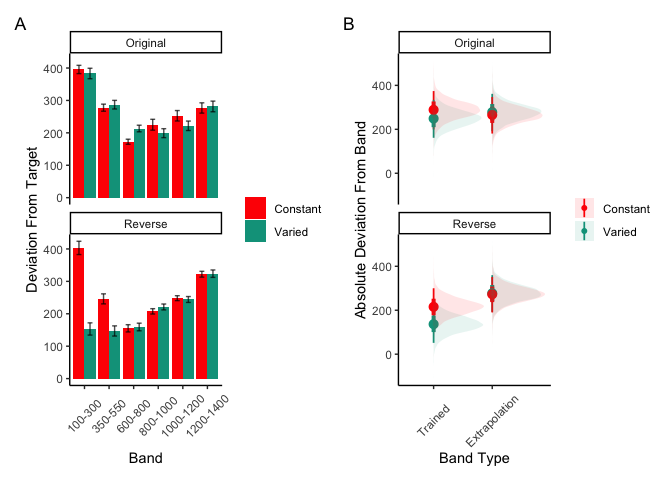 A
Original
Deviation From Target
400
300
200
100
0
Reverse
400
300
200
100
0
100-300
350-550
600-800
800-1000
1000-1200
1200-1400
Band
Constant
Varied
B
Original
Absolute Deviation From Band
400
200
0
Reverse
400
200
0
Trained
Extrapolation
Band Type
Constant
Varied